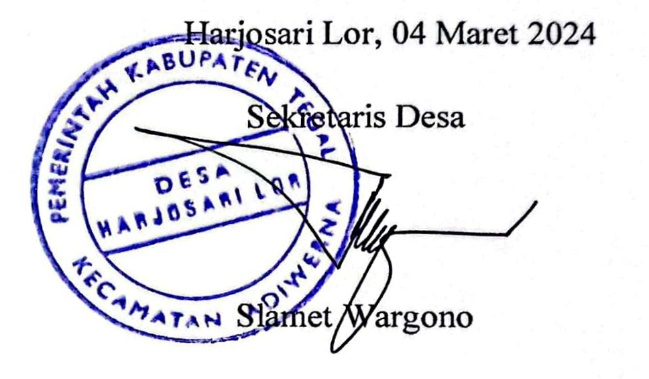 Harjosari Lor, 04 Maret 2024
Sekretaris Desa
PEMERINTAH KABUPATEN TEGAL
DESA
HARJOSARI LOR
KECAMATAN ADIWERNA
Slamet Wargono